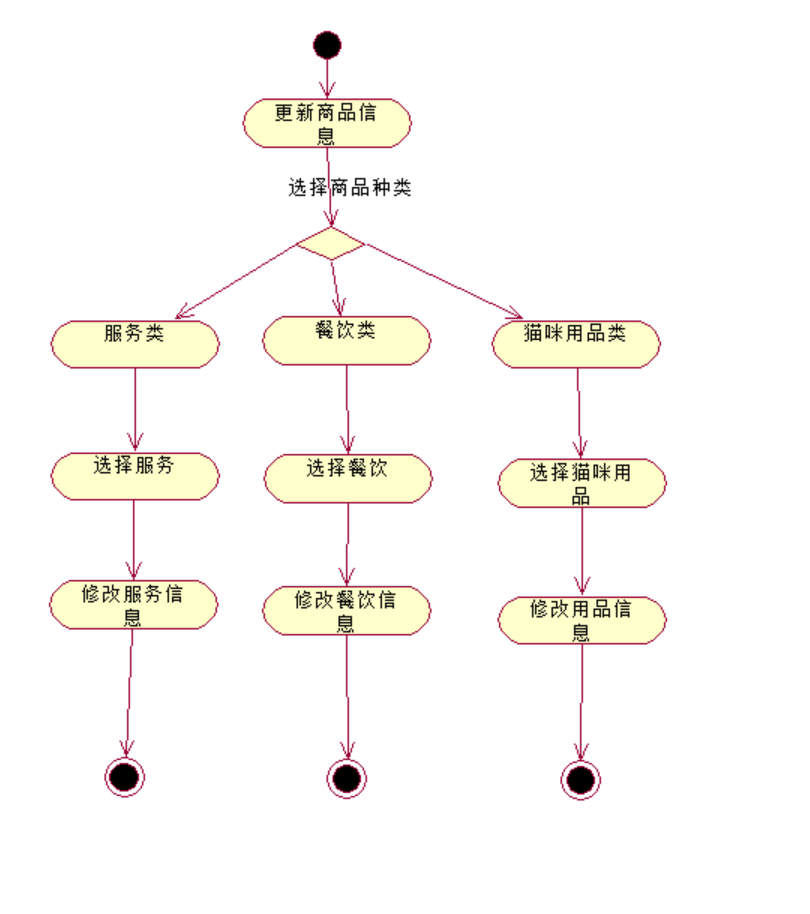 更新商品信
息
选择商品种类
服务类
餐饮类
猫咪用品类
选择服务
选择餐饮
选择猫咪用
品
修改服务信
息
修改餐饮信
息
修改用品信
息